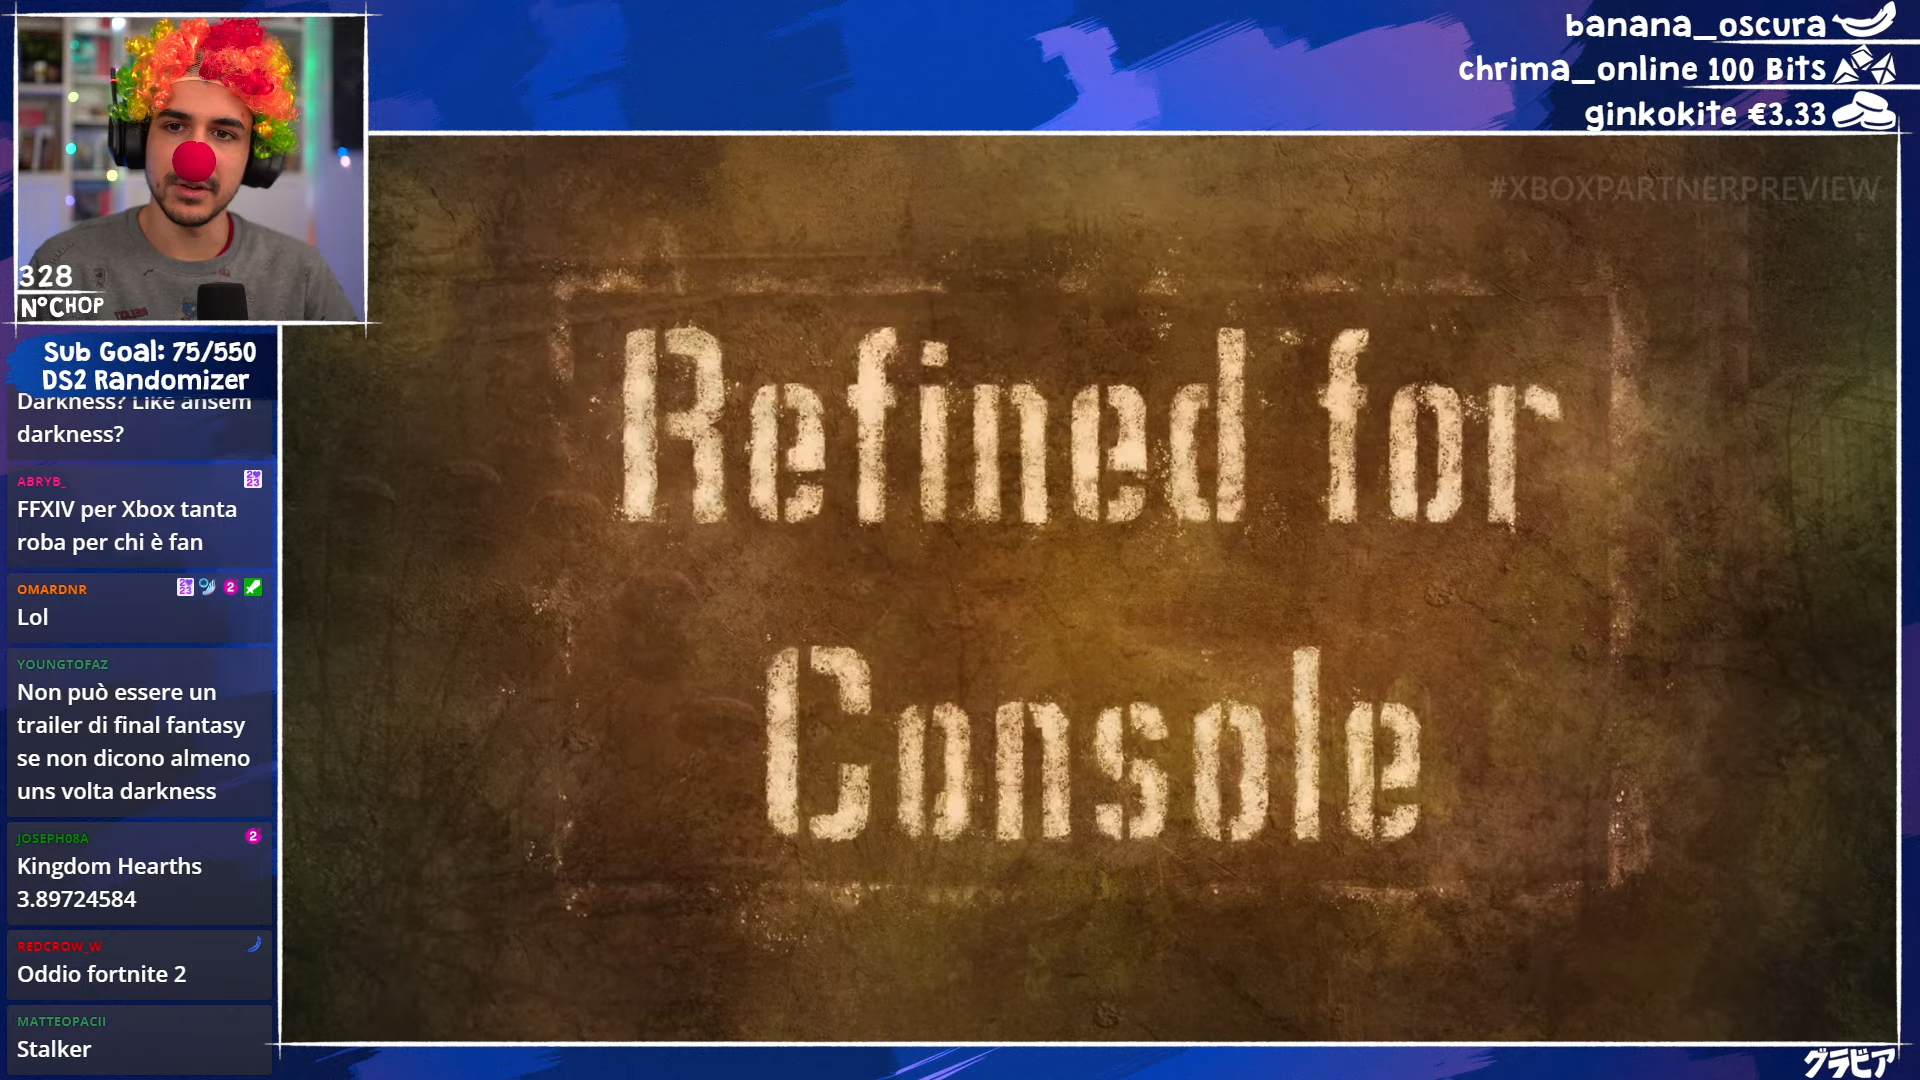 banana_oscura
chrima_online 100 Bits
ginkokite €3.33
#XBOXPARTNERPREVIEW
328
N°CHOP
Sub Goal: 75/550
DS2 Randomizer
Darkness? Like ansem
darkness?
ABRYB_
FFXIV per Xbox tanta
roba per chi è fan
OMARDNR
Lol
YOUNGTOFAZ
Non può essere un
trailer di final fantasy
se non dicono almeno
uns volta darkness
JOSEPH08A
Kingdom Hearths
3.89724584
REDCROW_W
Oddio fortnite 2
MATTEOPACII
Stalker
Refined for
Console
グラビア